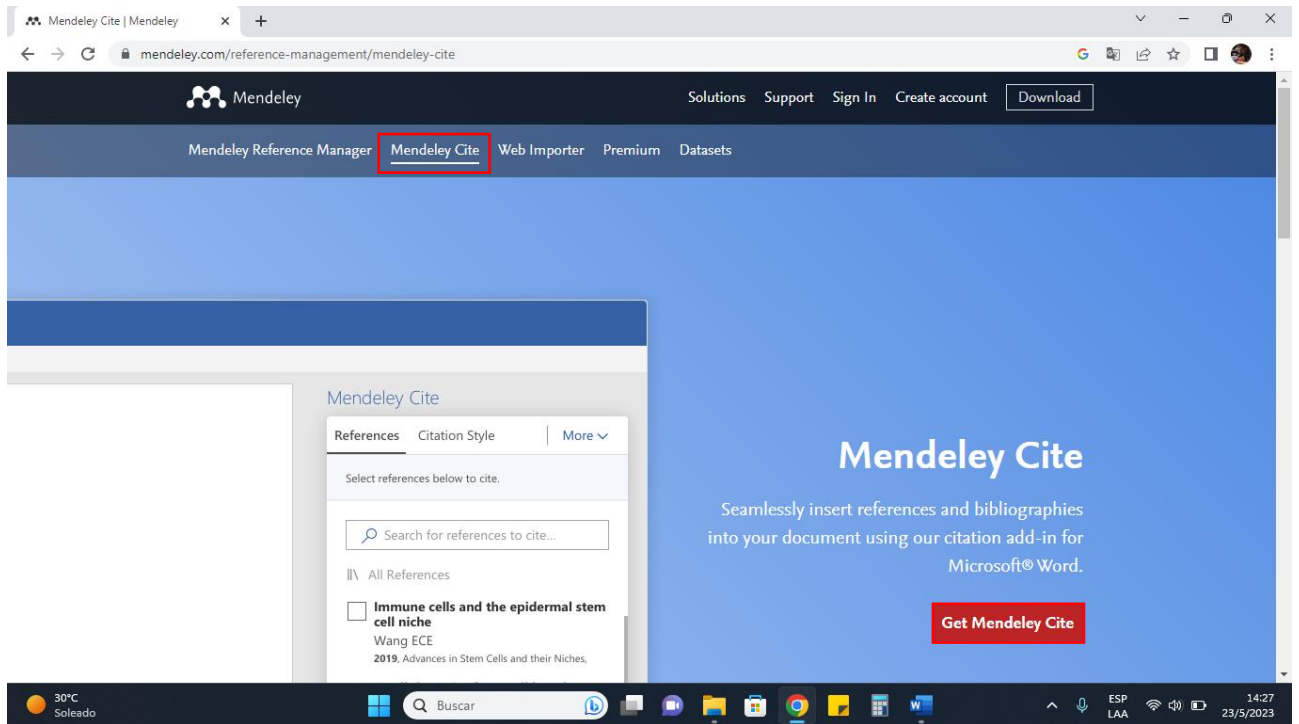 Mendeley Cite | Mendeley
mendeley.com/reference-management/mendeley-cite
Mendeley
Solutions Support Sign In Create account Download
Mendeley Reference Manager Mendeley Cite Web Importer Premium Datasets
Mendeley Cite
References Citation Style More
Select references below to cite.
Search for references to cite...
All References
Immune cells and the epidermal stem
cell niche
Wang ECE
2019, Advances in Stem Cells and their Niches,
Mendeley Cite
Seamlessly insert references and bibliographies
into your document using our citation add-in for
Microsoft® Word.
Get Mendeley Cite
30°C
Soleado
Buscar
ESP
LAA
14:27
23/5/2023